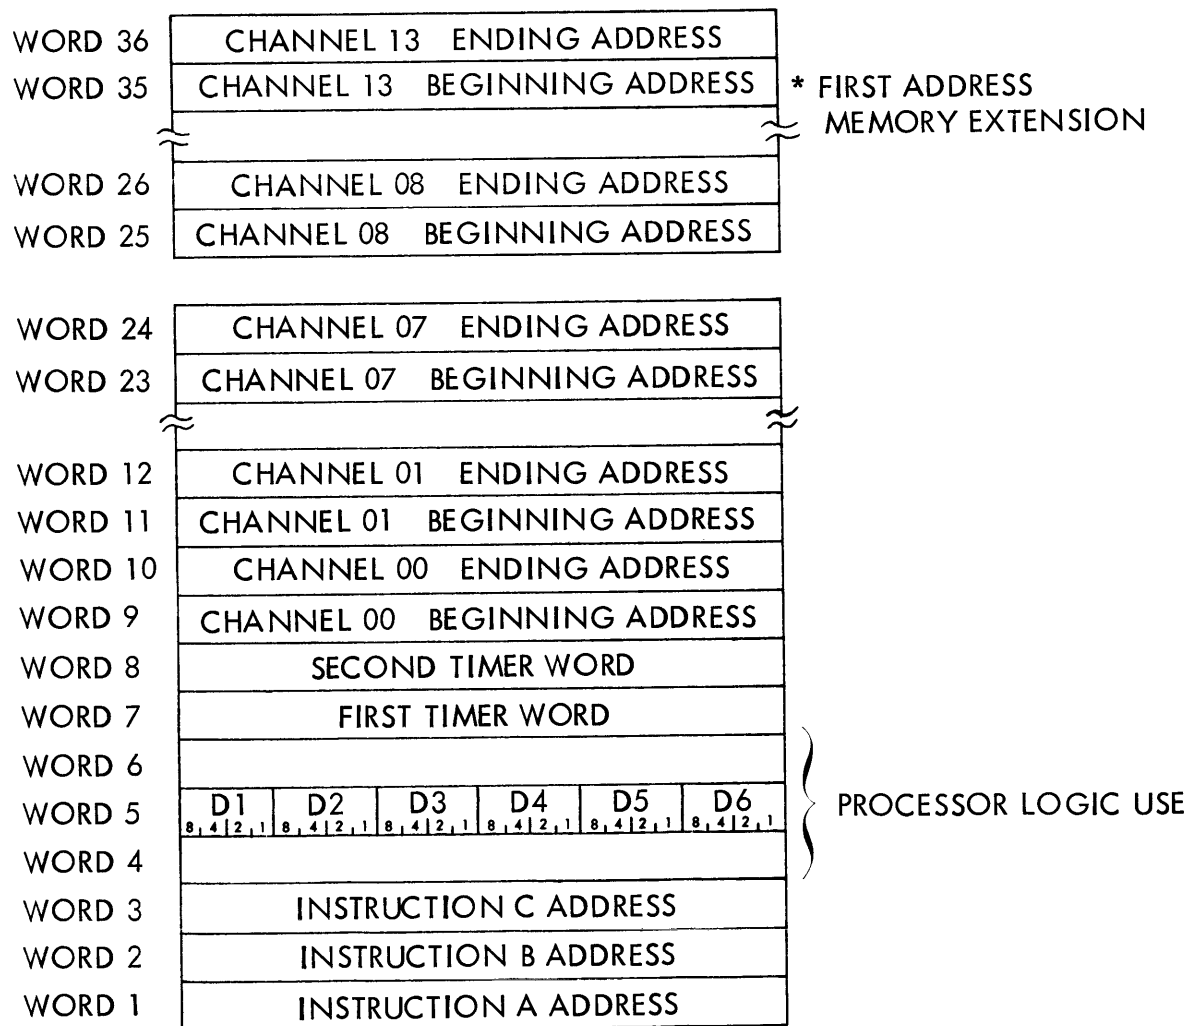 WORD 36 CHANNEL 13 ENDING ADDRESS
WORD 35 CHANNEL 13 BEGINNING ADDRESS * FIRST ADDRESS
MEMORY EXTENSION
WORD 26 CHANNEL 08 ENDING ADDRESS
WORD 25 CHANNEL 08 BEGINNING ADDRESS
WORD 24 CHANNEL 07 ENDING ADDRESS
WORD 23 CHANNEL 07 BEGINNING ADDRESS
WORD 12 CHANNEL 01 ENDING ADDRESS
WORD 11 CHANNEL 01 BEGINNING ADDRESS
WORD 10 CHANNEL 00 ENDING ADDRESS
WORD 9 CHANNEL 00 BEGINNING ADDRESS
WORD 8 SECOND TIMER WORD
WORD 7 FIRST TIMER WORD
WORD 6
WORD 5 D1 D2 D3 D4 D5 D6 PROCESSOR LOGIC USE
8 4 2 1 8 4 2 1 8 4 2 1 8 4 2 1 8 4 2 1 8 4 2 1
WORD 4
WORD 3 INSTRUCTION C ADDRESS
WORD 2 INSTRUCTION B ADDRESS
WORD 1 INSTRUCTION A ADDRESS